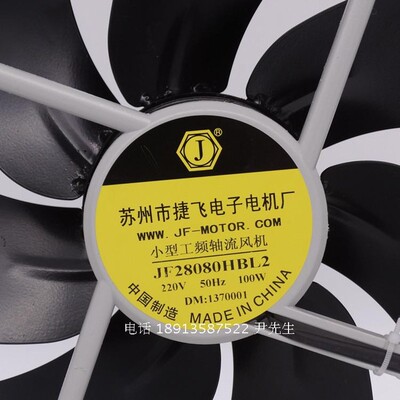 J®
苏州市捷飞电子电机厂
WWW.JF-MOTOR.COM
小型工频轴流风机
JF28080HBL2
220V 50Hz 100W
DM:1370001
中国制造 MADE IN CHINA
电话 18913587522 尹先生